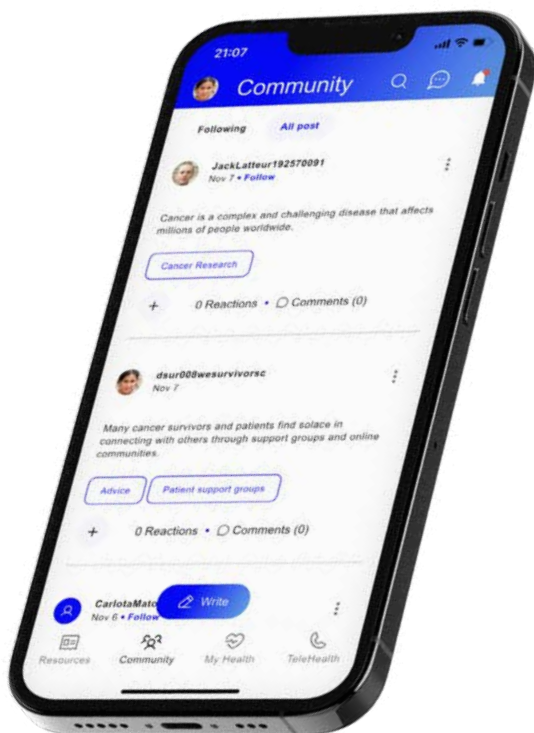 21:07
Community
Following All post
JackLatteur192570091
Nov 7 • Follow
Cancer is a complex and challenging disease that affects
millions of people worldwide.
Cancer Research
+ 0 Reactions • Comments (0)
dsur008wesurvivorsc
Nov 7
Many cancer survivors and patients find solace in
connecting with others through support groups and online
communities.
Advice Patient support groups
+ 0 Reactions • Comments (0)
CarlotaMato
Nov 6 • Follow
Write
Resources Community My Health TeleHealth